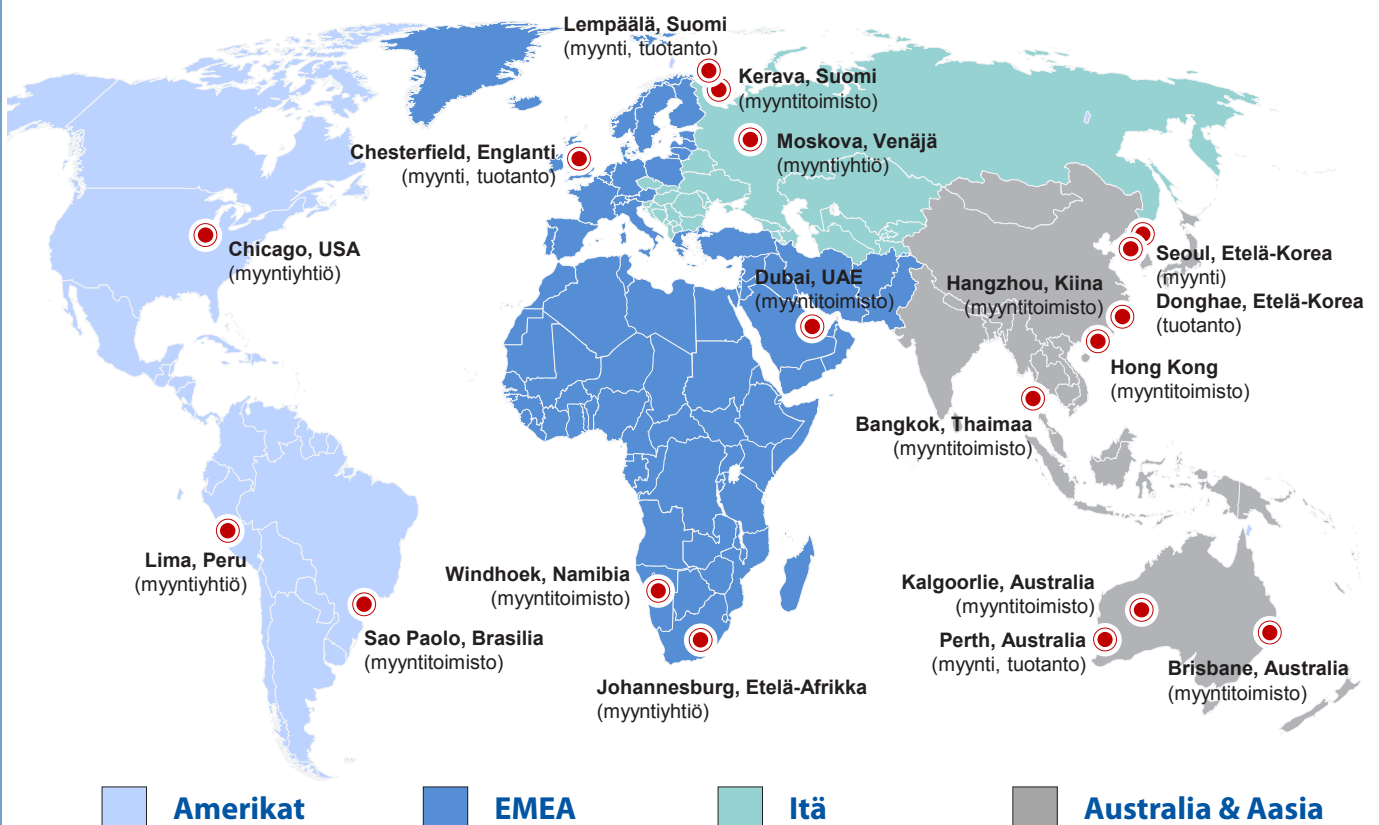 Lempäälä, Suomi
(myynti, tuotanto)
Kerava, Suomi
(myyntitoimisto)
Moskova, Venäjä
(myyntiyhtiö)
Chesterfield, Englanti
(myynti, tuotanto)
Chicago, USA
(myyntiyhtiö)
Dubai, UAE
(myyntitoimisto)
Hangzhou, Kiina
(myyntitoimisto)
Seoul, Etelä-Korea
(myynti)
Donghae, Etelä-Korea
(tuotanto)
Hong Kong
(myyntitoimisto)
Bangkok, Thaimaa
(myyntitoimisto)
Lima, Peru
(myyntiyhtiö)
Sao Paolo, Brasilia
(myyntitoimisto)
Windhoek, Namibia
(myyntitoimisto)
Johannesburg, Etelä-Afrikka
(myyntiyhtiö)
Kalgoorlie, Australia
(myyntitoimisto)
Perth, Australia
(myynti, tuotanto)
Brisbane, Australia
(myyntitoimisto)
Amerikat
EMEA
Itä
Australia & Aasia